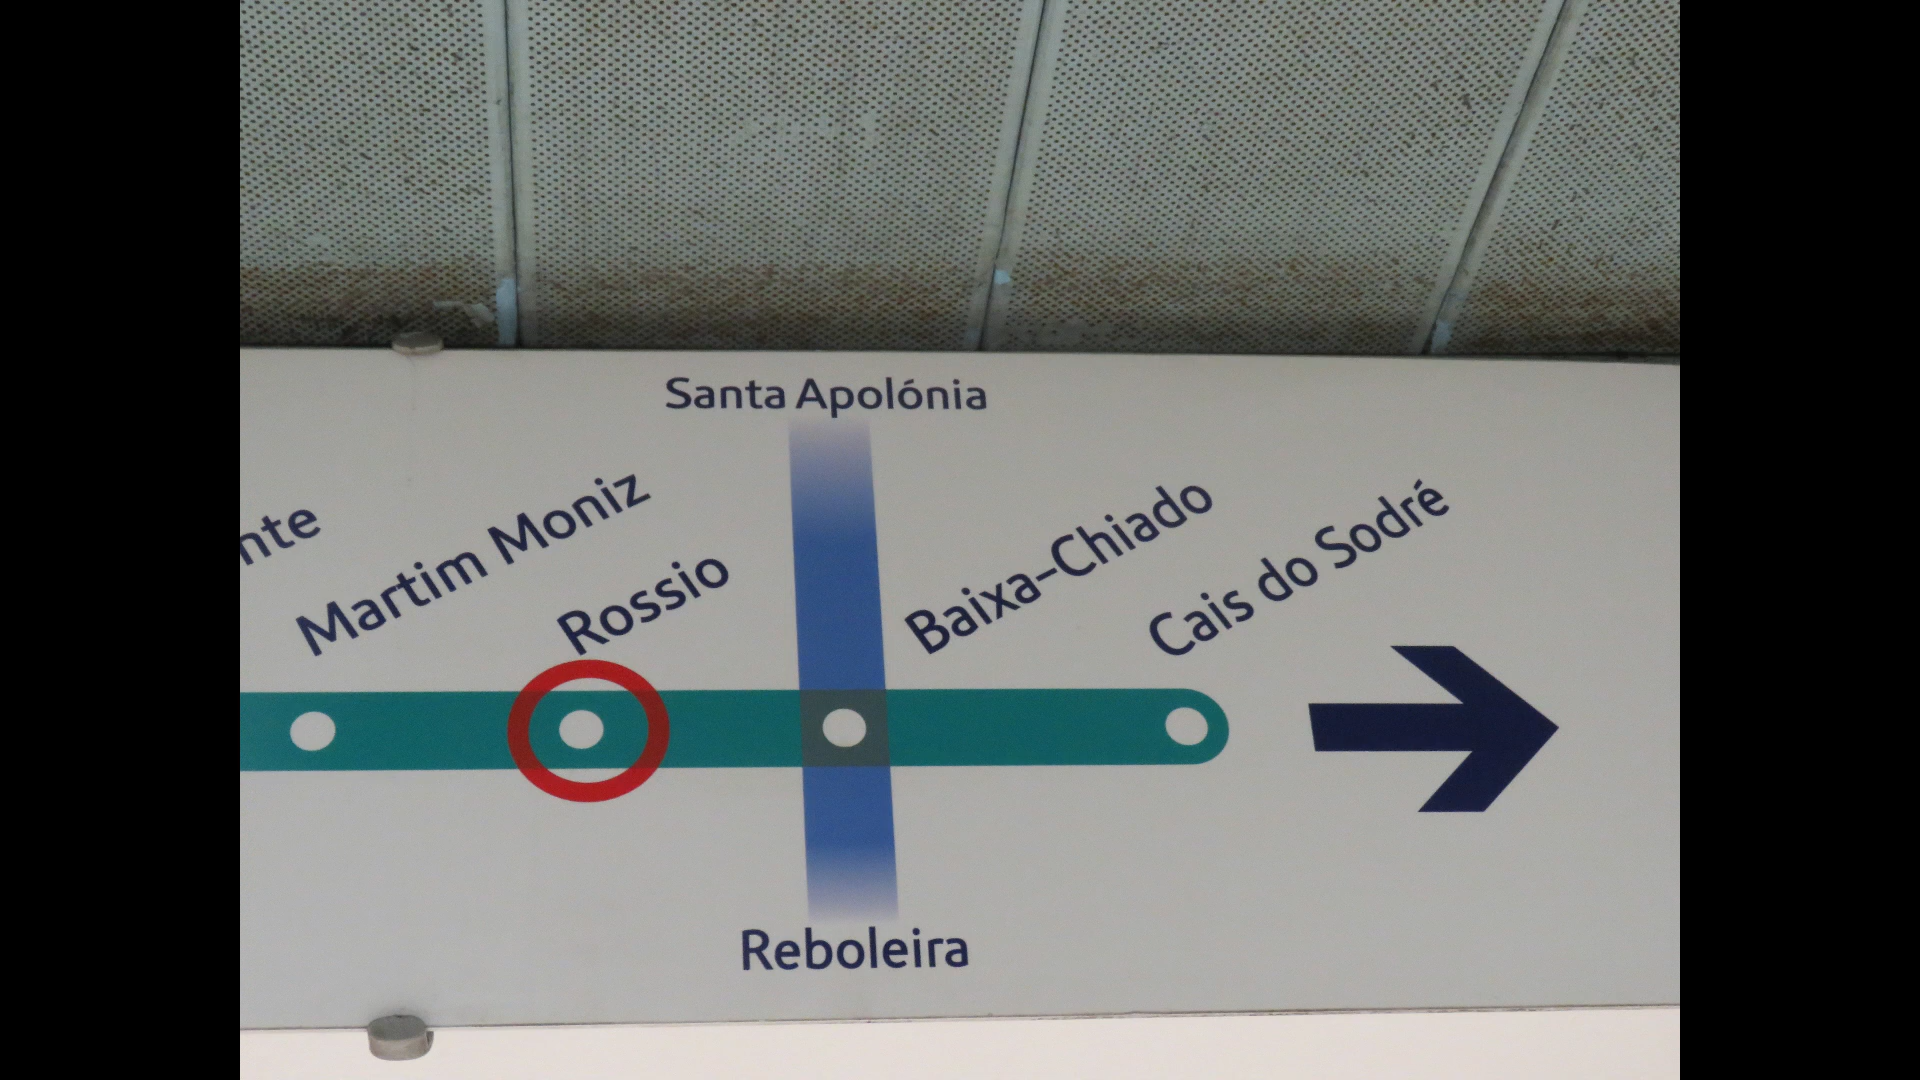 Santa Apolónia
Martim Moniz
Rossio
Baixa-Chiado
Cais do Sodré
Reboleira